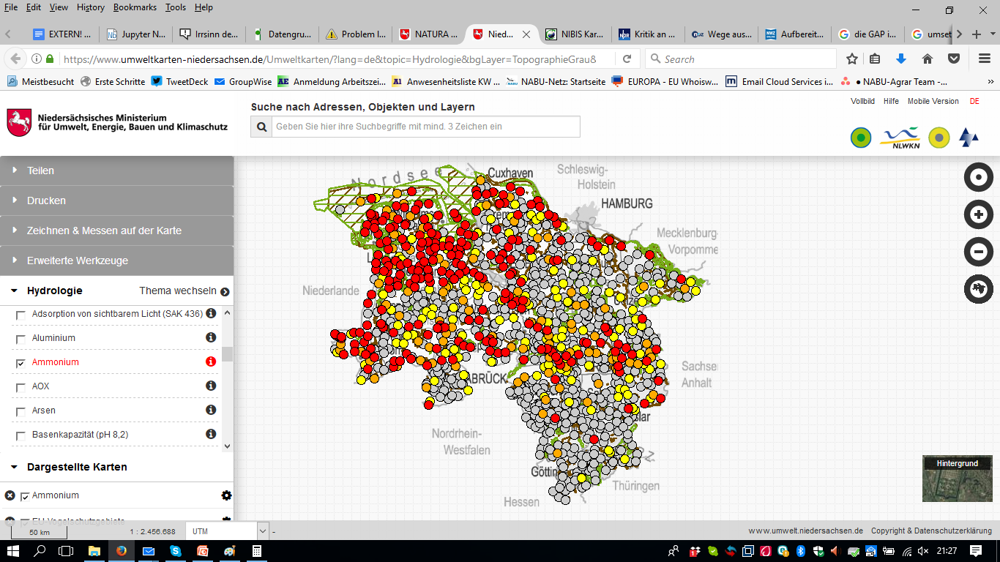 File Edit View History Bookmarks Tools Help
EXTERN! ... Jupyter N... Irrsinn de... Datengru... Problem I... NATURA ... Nied... NIBIS Kar... Kritik an ... Wege aus... Aufbereit... die GAP i... umset
https://www.umweltkarten-niedersachsen.de/Umweltkarten/?lang=de&topic=Hydrologie&bgLayer=TopographieGrau&
Search
Meistbesucht Erste Schritte TweetDeck GroupWise Anmeldung Arbeitszei... Anwesenheitsliste KW ... NABU-Netz: Startseite EUROPA - EU Whoisw... Email Cloud Services i... • NABU-Agrar Team -... »
Vollbild Hilfe Mobile Version DE
Niedersächsisches Ministerium
für Umwelt, Energie, Bauen und Klimaschutz
Suche nach Adressen, Objekten und Layern
Geben Sie hier ihre Suchbegriffe mit mind. 3 Zeichen ein
NLWKN
Teilen
Drucken
Zeichnen & Messen auf der Karte
Erweiterte Werkzeuge
Hydrologie Thema wechseln
Adsorption von sichtbarem Licht (SAK 436)
Aluminium
Ammonium
AOX
Arsen
Basenkapazität (pH 8,2)
Dargestellte Karten
Ammonium
EU-Vogelschutzgebiete
Nordsee
Cuxhaven
Schleswig-
Holstein
HAMBURG
Mecklenburg-
Vorpomme
Niederlande
Sachse
Anhalt
ABRÜCK
slar
Nordrhein-
Westfalen
Götting
Thüringen
Hessen
Hintergrund
50 km
1 : 2.456.688
UTM
-
www.umwelt.niedersachsen.de Copyright & Datenschutzerklärung
21:27